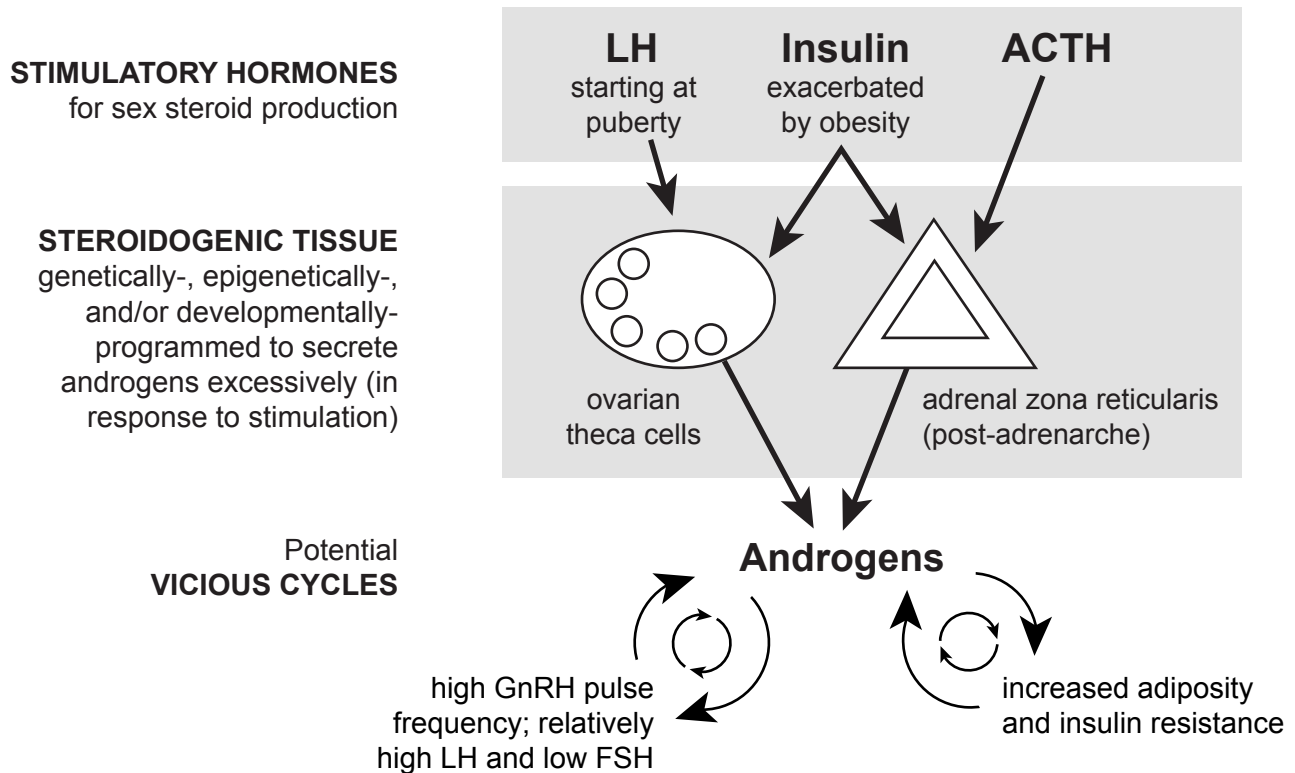 STIMULATORY HORMONES
for sex steroid production
LH
starting at
puberty
Insulin
exacerbated
by obesity
ACTH
STEROIDOGENIC TISSUE
genetically-, epigenetically-,
and/or developmentally-
programmed to secrete
androgens excessively (in
response to stimulation)
ovarian
theca cells
adrenal zona reticularis
(post-adrenarche)
Potential
VICIOUS CYCLES
Androgens
high GnRH pulse
frequency; relatively
high LH and low FSH
increased adiposity
and insulin resistance